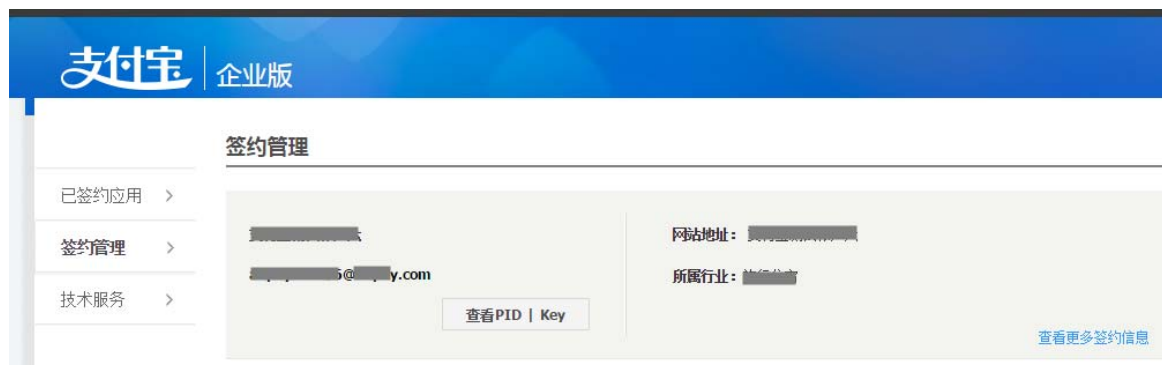 支付宝 企业版
签约管理
已签约应用 >
签约管理 >
技术服务 >
5@ y.com
查看PID | Key
网站地址：
所属行业：
查看更多签约信息